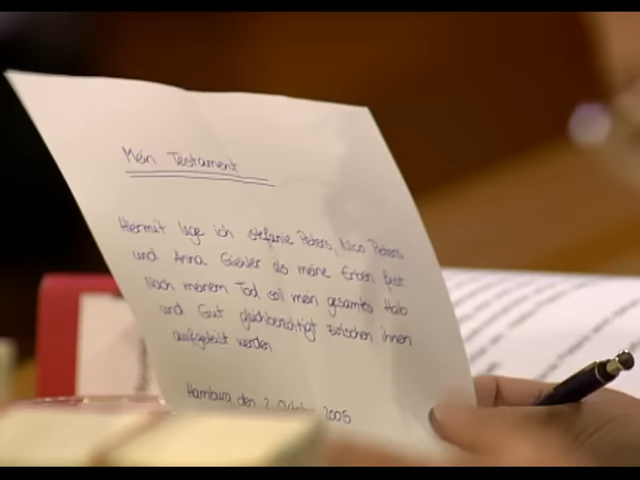 Mein Testament
Hiermit lege ich Stefanie Peters, Nico Peters
und Anna als meine Erben fest
Nach meinem Tod soll mein gesamtes Hab
und Gut gleichberechtigt zwischen ihnen
aufgeteilt werden
Hamburg, den 2. Oktober 2005